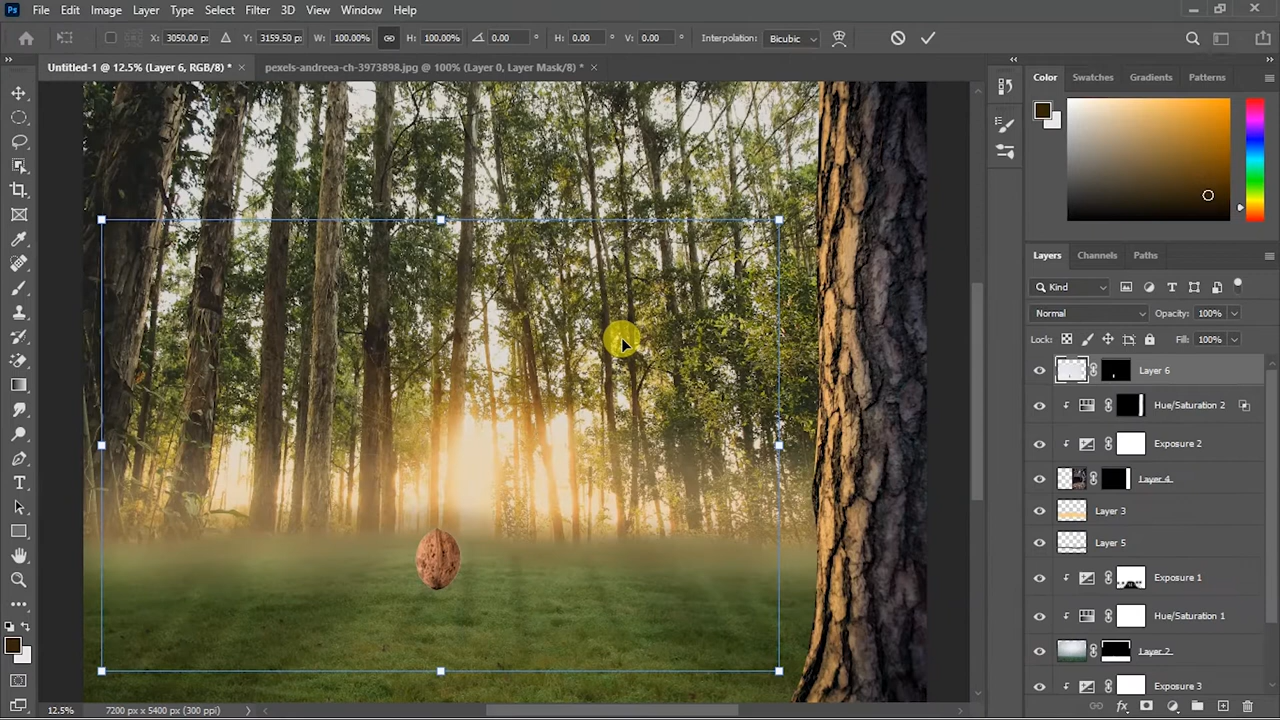 Ps File Edit Image Layer Type Select Filter 3D View Window Help
X: 3050.00 px Y: 3159.50 px W: 100.00% H: 100.00% 0.00 ° H: 0.00 ° V: 0.00 ° Interpolation: Bicubic
Untitled-1 @ 12.5% (Layer 6, RGB/8) * × pexels-andreea-ch-3973898.jpg @ 100% (Layer 0, Layer Mask/8) * ×
Color Swatches Gradients Patterns
Layers Channels Paths
Kind
Normal Opacity: 100%
Lock: Fill: 100%
Layer 6
Hue/Saturation 2
Exposure 2
Layer 4
Layer 3
Layer 5
Exposure 1
Hue/Saturation 1
Layer 2
Exposure 3
12.5% 7200 px x 5400 px (300 ppi)